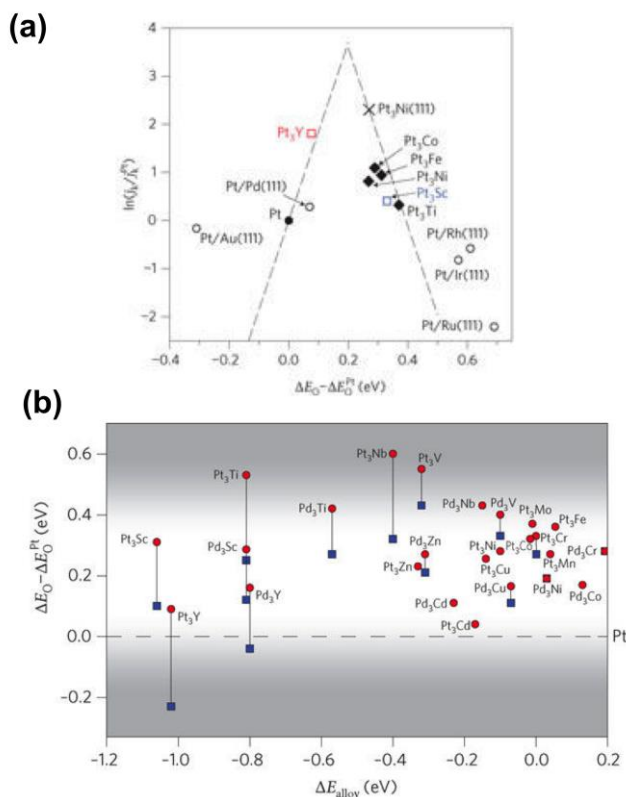 (a)
ln(jk/jkPt)
4
3
2
1
0
−1
−2
Pt3Ni(111)
Pt3Y
Pt3Co
Pt3Fe
Pt3Ni
Pt3Sc
Pt/Pd(111)
Pt
Pt3Ti
Pt/Au(111)
Pt/Rh(111)
Pt/Ir(111)
Pt/Ru(111)
−0.4 −0.2 0.0 0.2 0.4 0.6
ΔEO−ΔEOPt (eV)
(b)
ΔEO−ΔEOPt (eV)
0.6
0.4
0.2
0.0
−0.2
Pt3Nb
Pt3V
Pt3Ti
Pd3Ti
Pd3Nb
Pd3V
Pt3Mo
Pt3Fe
Pt3Sc
Pd3Sc
Pd3Zn
Pt3Ni
Pt3Co
Pt3Cr
Pd3Cr
Pt3Zn
Pt3Cu
Pt3Mn
Pt3Y
Pd3Y
Pd3Cu
Pd3Ni
Pd3Co
Pd3Cd
Pt3Cd
Pt
−1.2 −1.0 −0.8 −0.6 −0.4 −0.2 0.0 0.2
ΔEalloy (eV)